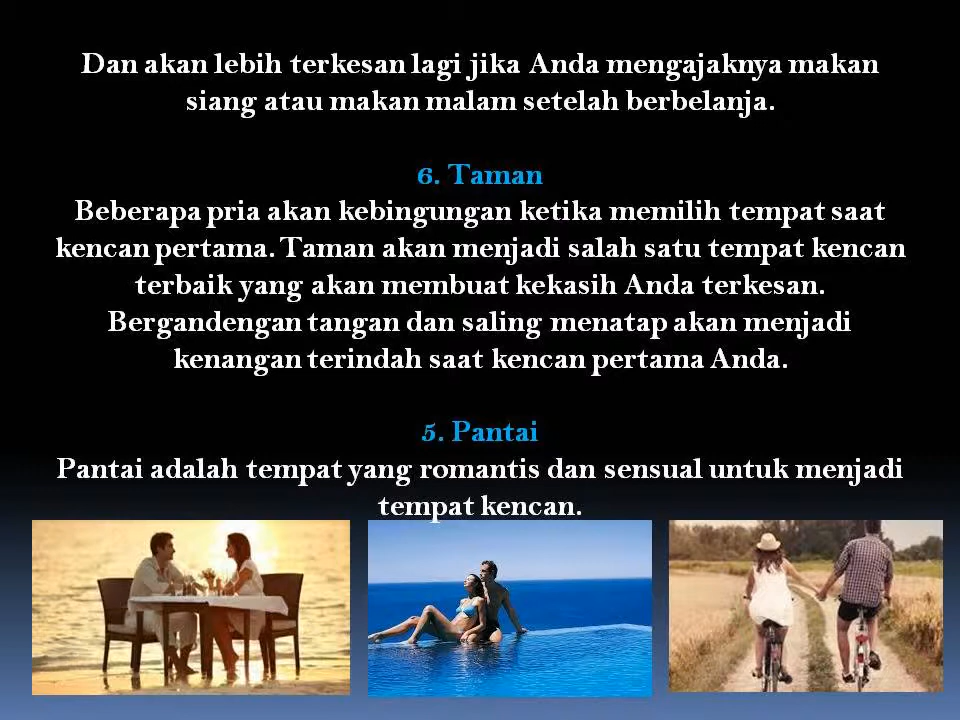 Dan akan lebih terkesan lagi jika Anda mengajaknya makan
siang atau makan malam setelah berbelanja.
6. Taman
Beberapa pria akan kebingungan ketika memilih tempat saat
kencan pertama. Taman akan menjadi salah satu tempat kencan
terbaik yang akan membuat kekasih Anda terkesan.
Bergandengan tangan dan saling menatap akan menjadi
kenangan terindah saat kencan pertama Anda.
5. Pantai
Pantai adalah tempat yang romantis dan sensual untuk menjadi
tempat kencan.